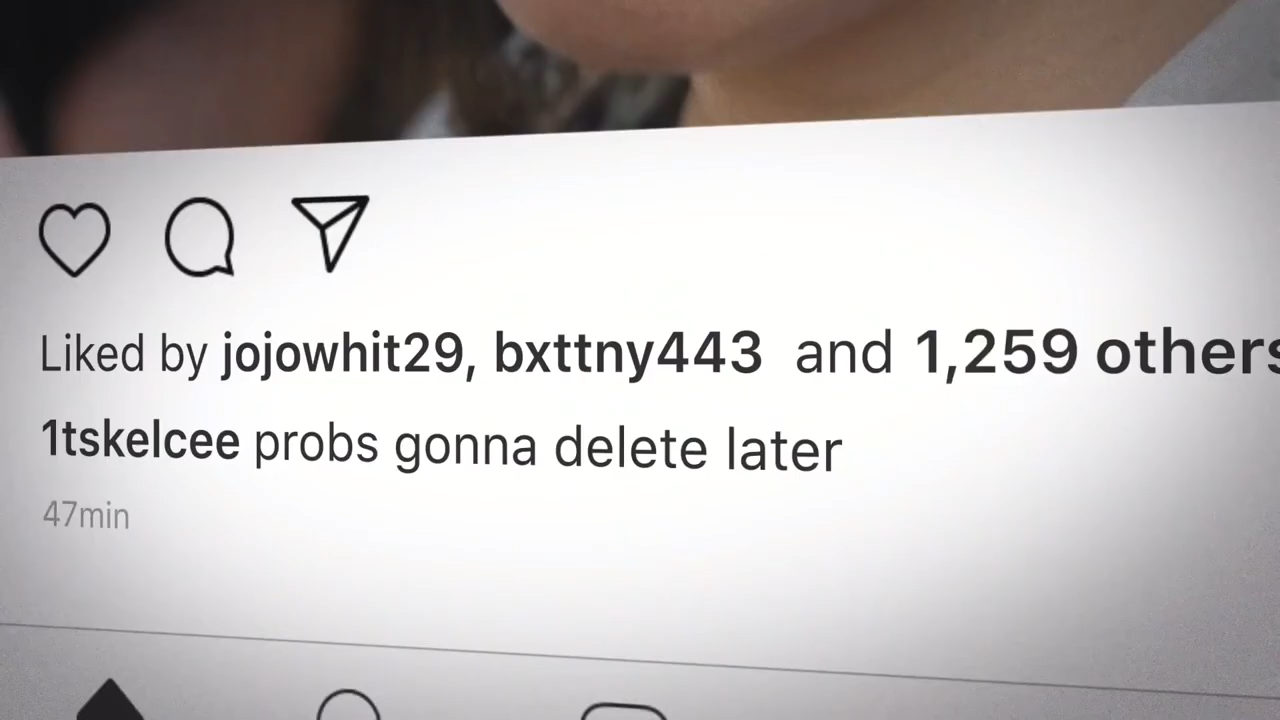 Liked by jojowhit29, bxttny443 and 1,259 others
1tskelcee probs gonna delete later
47min